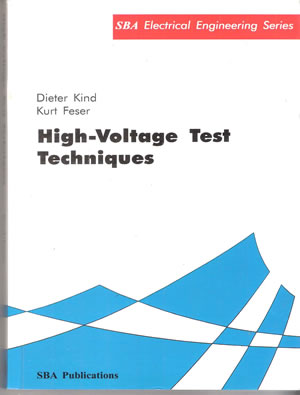 SBA Electrical Engineering Series
Dieter Kind
Kurt Feser
High-Voltage Test
Techniques
SBA Publications